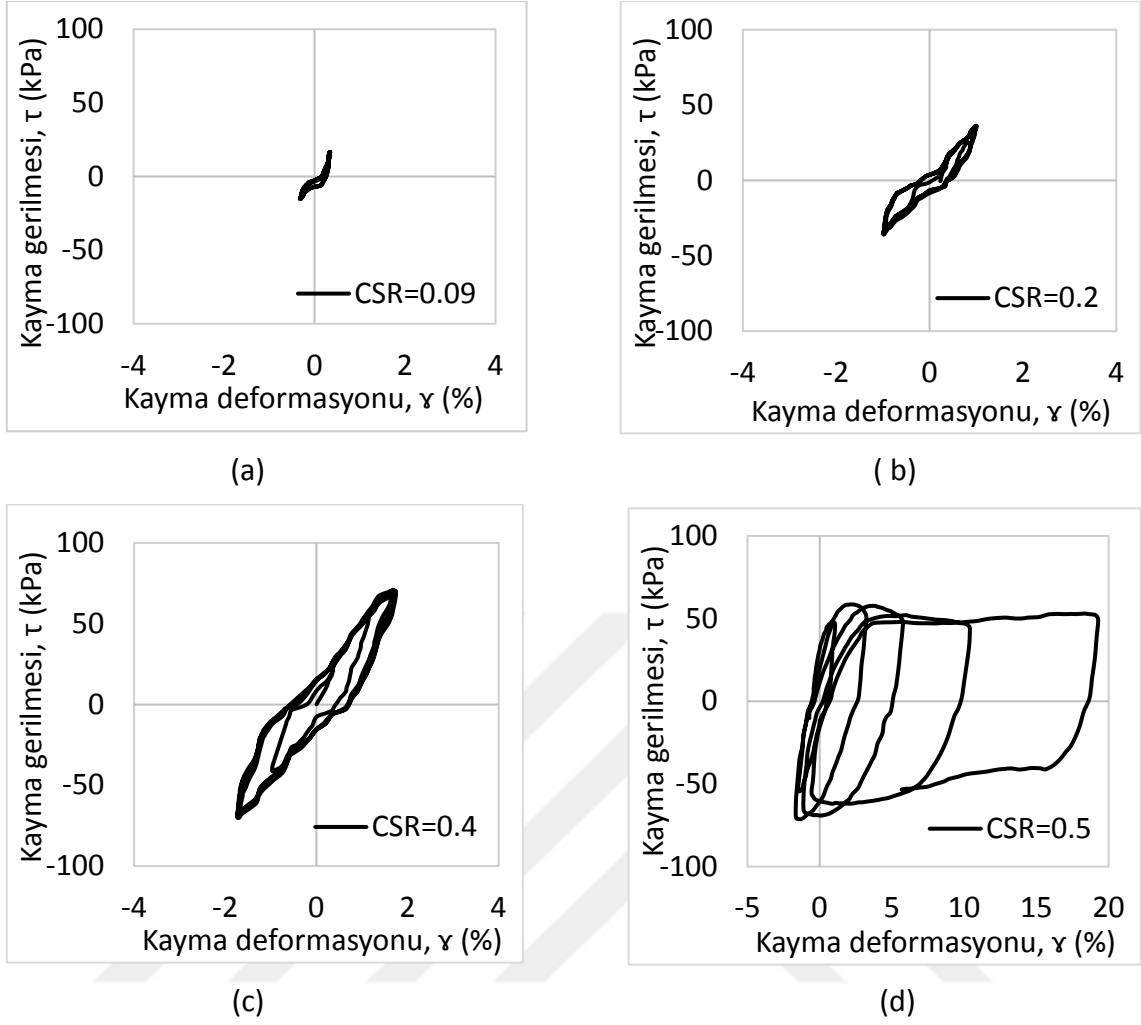 100
50
0
-50
-100
Kayma gerilmesi, τ (kPa)
CSR=0.09
-4 -2 0 2 4
Kayma deformasyonu, ɤ (%)
(a)
100
50
0
-50
-100
Kayma gerilmesi, τ (kPa)
CSR=0.2
-4 -2 0 2 4
Kayma deformasyonu, ɤ (%)
( b)
100
50
0
-50
-100
Kayma gerilmesi, τ (kPa)
CSR=0.4
-4 -2 0 2 4
Kayma deformasyonu, ɤ (%)
(c)
100
50
0
-50
-100
Kayma gerilmesi, τ (kPa)
CSR=0.5
-5 0 5 10 15 20
Kayma deformasyonu, ɤ (%)
(d)